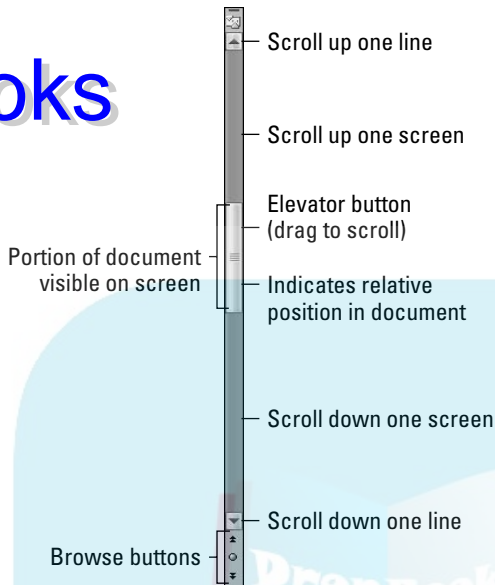 Scroll up one line
oks
Scroll up one screen
Elevator button
(drag to scroll)
Portion of document
visible on screen
Indicates relative
position in document
Scroll down one screen
Scroll down one line
Browse buttons